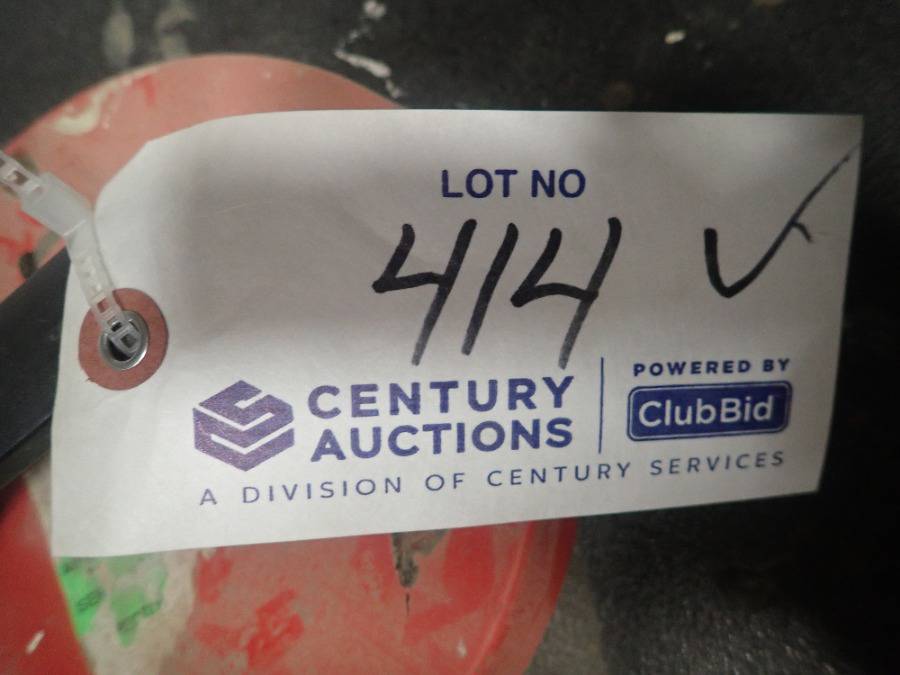 LOT NO
414 ✓
CENTURY
AUCTIONS
A DIVISION OF CENTURY SERVICES
POWERED BY
ClubBid